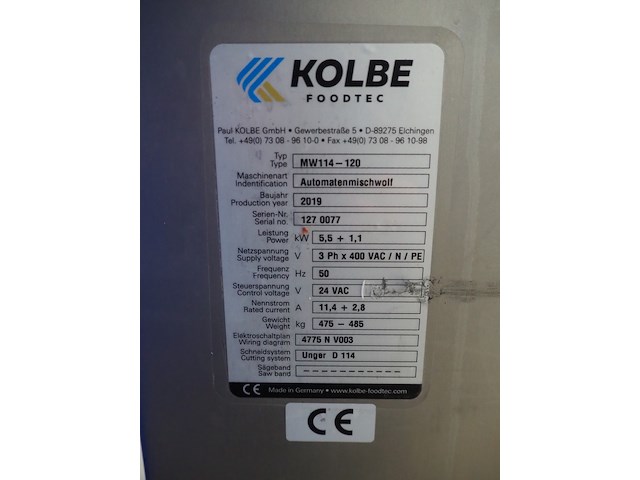 KOLBE
FOODTEC
Paul KOLBE GmbH • Gewerbestraße 5 • D-89275 Elchingen
Tel. +49(0) 73 08 - 96 10-0 • Fax +49(0) 73 08 - 96 10-98
Typ
Type MW114-120
Maschinenart
Indentification Automatenmischwolf
Baujahr
Production year 2019
Serien-Nr.
Serial no. 127 0077
Leistung
Power kW 5,5 + 1,1
Netzspannung
Supply voltage V 3 Ph x 400 VAC / N / PE
Frequenz
Frequency Hz 50
Steuerspannung
Control voltage V 24 VAC
Nennstrom
Rated current A 11,4 + 2,8
Gewicht
Weight kg 475 - 485
Elektroschaltplan
Wiring diagram 4775 N V003
Schneidsystem
Cutting system Unger D 114
Sägeband
Saw band --------------
CE Made in Germany • www.kolbe-foodtec.com
CE